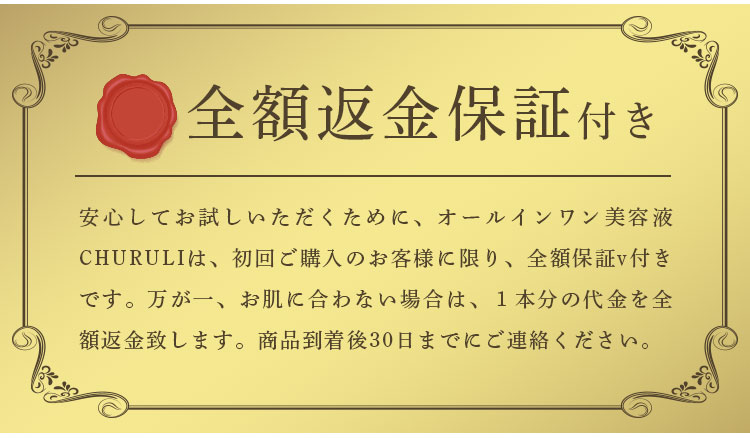 全額返金保証付き
安心してお試しいただくために、オールインワン美容液
CHURULIは、初回ご購入のお客様に限り、全額保証v付き
です。万が一、お肌に合わない場合は、１本分の代金を全
額返金致します。商品到着後30日までにご連絡ください。